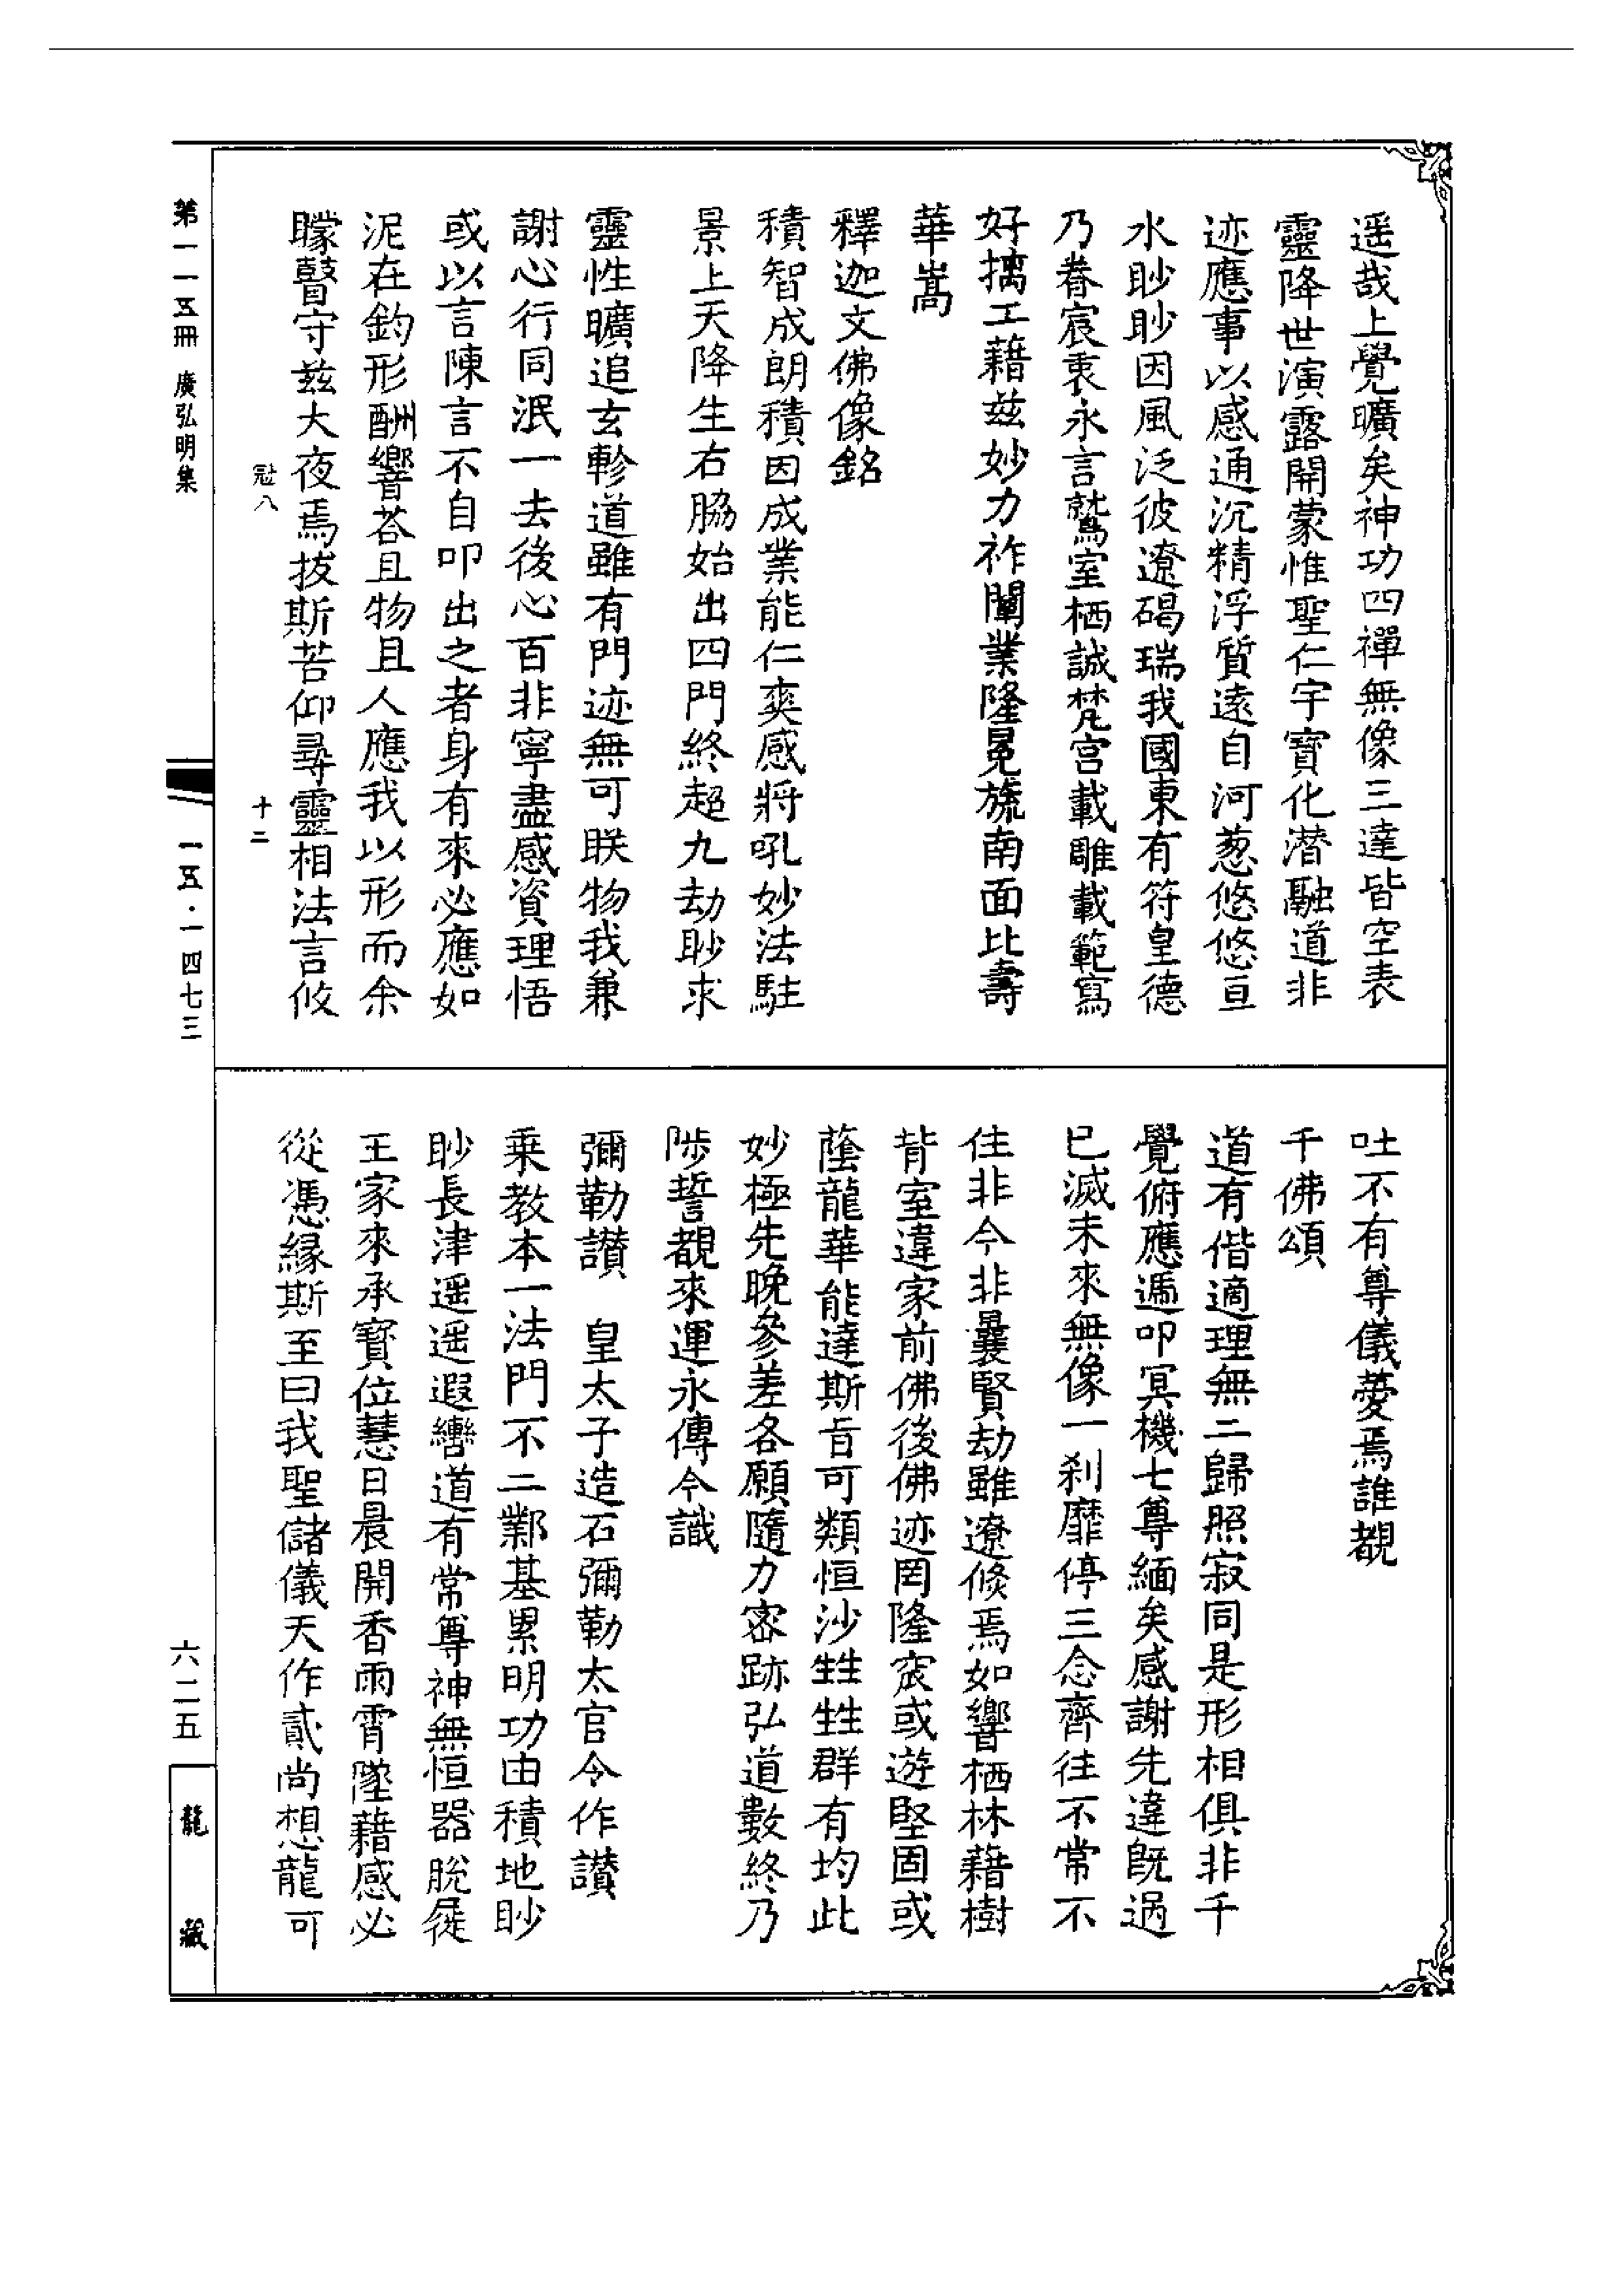 遥哉上覺曠矣神功四禪無像三達皆空表
靈降世演露開蒙惟聖仁宇寶化潜融道非
迹應事以感通沉精浮質遠自河葱悠悠亘
水眇眇因風泛彼遼碣瑞我國東有符皇德
乃眷宸衷永言鷲室栖誠梵宫載雕載範寫
好摛工藉兹妙力祚闡業隆冕旒南面比壽
華嵩
釋迦文佛像銘
積智成朗積因成業能仁奕感將吼妙法駐
景上天降生右脇始出四門終超九劫眇求
靈性曠追玄軫道雖有門迹無可朕物我兼
謝心行同泯一去後心百非寧盡感資理悟
或以言陳言不自叩出之者身有來必應如
泥在鈞形酬響荅且物且人應我以形而余
矇瞽守兹大夜焉拔斯苦仰尋靈相法言攸
冠八
十二
吐不有尊儀蔓焉誰覩
千佛頌
道有偕適理無二歸照寂同是形相俱非千
覺俯應遞叩冥機七尊緬矣感謝先違旣過
已滅未來無像一刹靡停三念齊往不常不
住非今非曩賢劫雖遼倐焉如響栖林藉樹
背室違家前佛後佛迹罔隆窊或遊堅固或
蔭龍華能達斯旨可類恒沙甡甡群有均此
妙極先晚參差各願隨力密跡弘道數終乃
陟誓覩來運永傳今識
彌勒讃　皇太子造石彌勒太官令作讃
乗教本一法門不二鄴基累明功由積地眇
眇長津遥遥遐轡道有常尊神無恒器脫屣
王家來承寳位慧日晨開香雨霄墜藉感必
從憑縁斯至曰我聖儲儀天作貳尚想龍可
第一一五冊 廣弘明集
一五·一四七三
六二五
龍藏